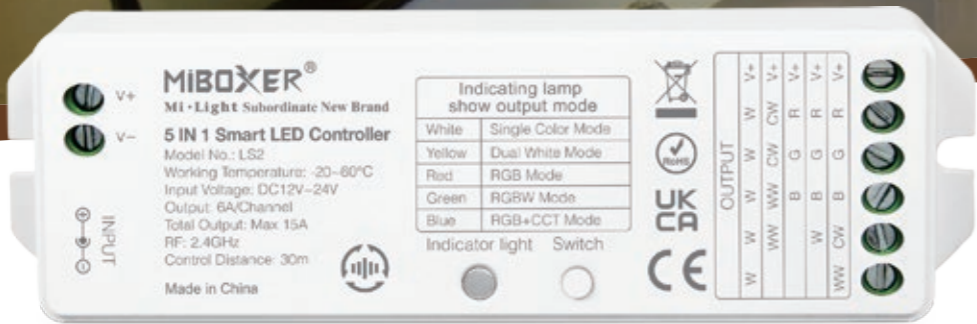 V+
V-
INPUT
MiBOXER®
Mi·Light Subordinate New Brand
5 IN 1 Smart LED Controller
Model No.: LS2
Working Temperature: -20~60°C
Input Voltage: DC12V~24V
Output: 6A/Channel
Total Output: Max 15A
RF: 2.4GHz
Control Distance: 30m
Made in China
Indicating lamp
show output mode
White Single Color Mode
Yellow Dual White Mode
Red RGB Mode
Green RGBW Mode
Blue RGB+CCT Mode
Indicator light Switch
RoHS
UK
CA
CE
OUTPUT
W W W W W V+
WW WW CW CW V+
B G R V+
W B G R V+
WW CW B G R V+